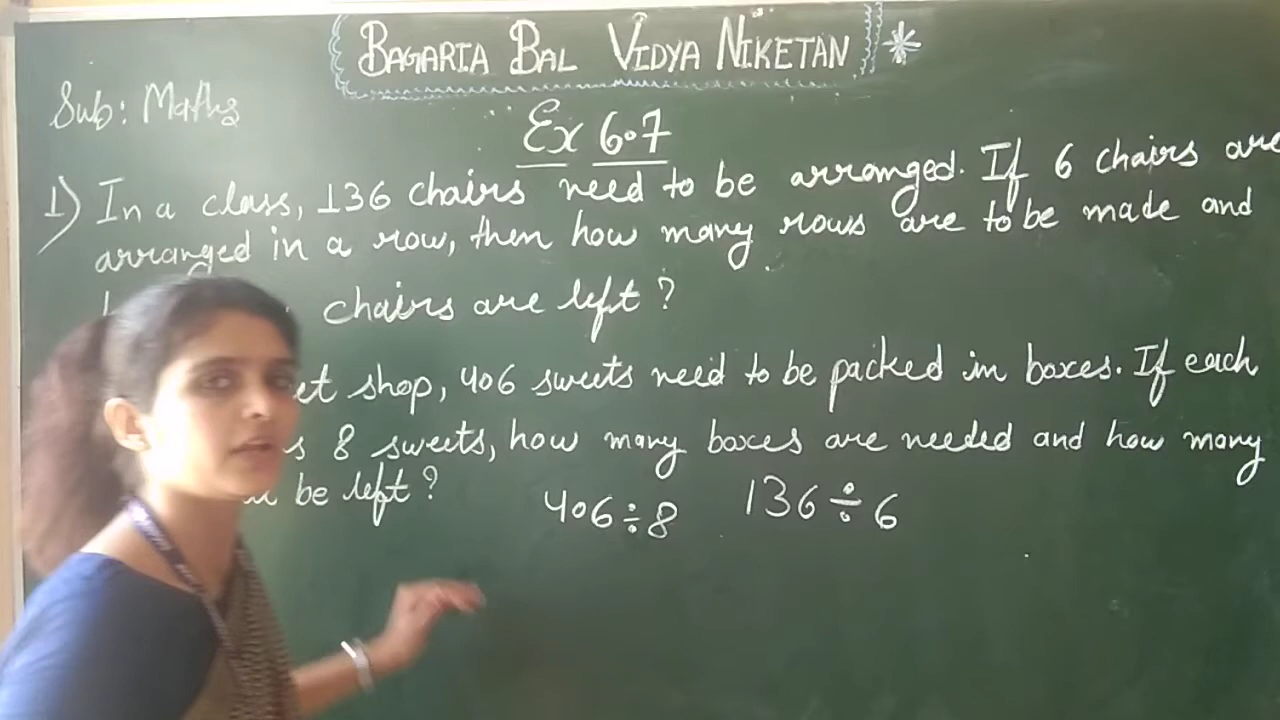 BAGARIA BAL VIDYA NIKETAN
Sub: Maths
Ex 6.7
1) In a class, 136 chairs need to be arranged. If 6 chairs are
arranged in a row, then how many rows are to be made and
chairs are left?
shop, 406 sweets need to be packed in boxes. If each
8 sweets, how many boxes are needed and how many
be left?
406÷8 136÷6